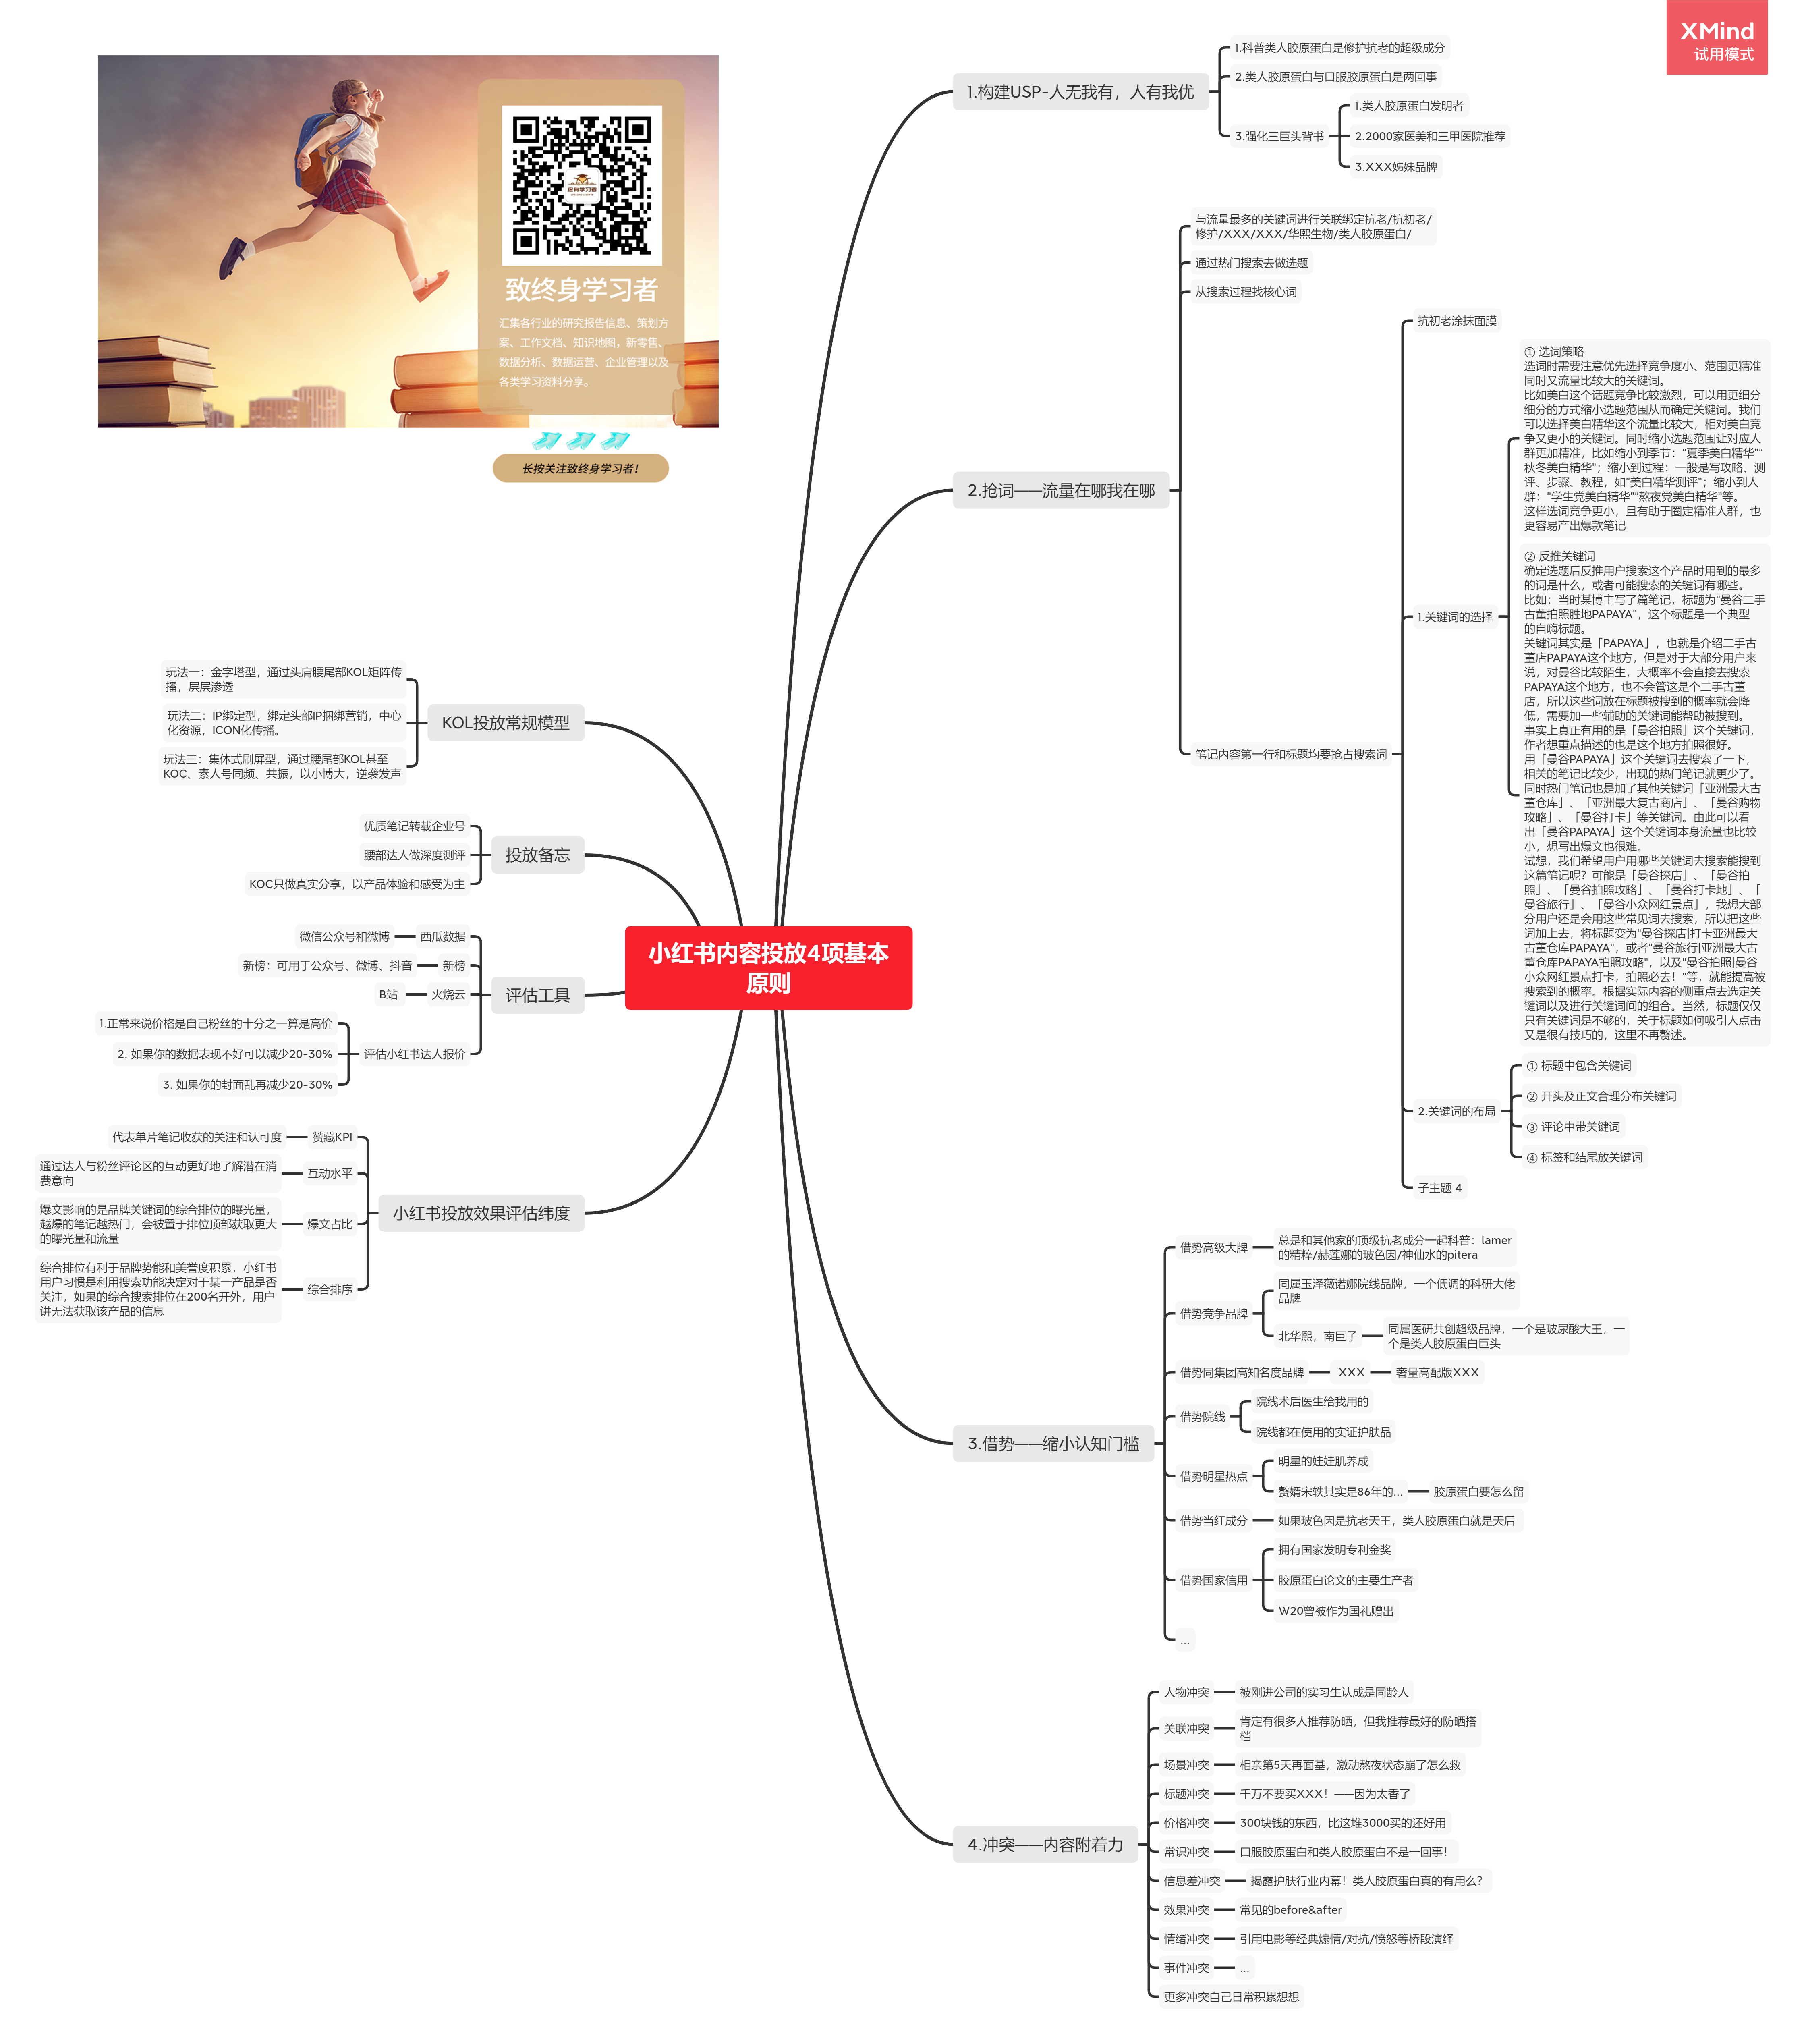 XMind
试用模式
致终身学习者
汇集各行业的研究报告信息、策划方
案、工作文档、知识地图，新零售、
数据分析、数据运营、企业管理以及
各类学习资料分享。
长按关注致终身学习者！
小红书内容投放4项基本
原则
1.构建USP-人无我有，人有我优
1.科普类人胶原蛋白是修护抗老的超级成分
2.类人胶原蛋白与口服胶原蛋白是两回事
3.强化三巨头背书
1.类人胶原蛋白发明者
2.2000家医美和三甲医院推荐
3.XXX姊妹品牌
2.抢词——流量在哪我在哪
与流量最多的关键词进行关联绑定抗老/抗初老/
修护/XXX/XXX/华熙生物/类人胶原蛋白/
通过热门搜索去做选题
从搜索过程找核心词
笔记内容第一行和标题均要抢占搜索词
抗初老涂抹面膜
1.关键词的选择
① 选词策略
选词时需要注意优先选择竞争度小、范围更精准
同时又流量比较大的关键词。
比如美白这个话题竞争比较激烈，可以用更细分
细分的方式缩小选题范围从而确定关键词。我们
可以选择美白精华这个流量比较大，相对美白竞
争又更小的关键词。同时缩小选题范围让对应人
群更加精准，比如缩小到季节："夏季美白精华""
秋冬美白精华"；缩小到过程：一般是写攻略、测
评、步骤、教程，如"美白精华测评"；缩小到人
群："学生党美白精华""熬夜党美白精华"等。
这样选词竞争更小，且有助于圈定精准人群，也
更容易产出爆款笔记
② 反推关键词
确定选题后反推用户搜索这个产品时用到的最多
的词是什么，或者可能搜索的关键词有哪些。
比如：当时某博主写了篇笔记，标题为"曼谷二手
古董拍照胜地PAPAYA"，这个标题是一个典型
的自嗨标题。
关键词其实是「PAPAYA」，也就是介绍二手古
董店PAPAYA这个地方，但是对于大部分用户来
说，对曼谷比较陌生，大概率不会直接去搜索
PAPAYA这个地方，也不会管这是个二手古董
店，所以这些词放在标题被搜到的概率就会降
低，需要加一些辅助的关键词能帮助被搜到。
事实上真正有用的是「曼谷拍照」这个关键词，
作者想重点描述的也是这个地方拍照很好。
用「曼谷PAPAYA」这个关键词去搜索了一下，
相关的笔记比较少，出现的热门笔记就更少了。
同时热门笔记也是加了其他关键词「亚洲最大古
董仓库」、「亚洲最大复古商店」、「曼谷购物
攻略」、「曼谷打卡」等关键词。由此可以看
出「曼谷PAPAYA」这个关键词本身流量也比较
小，想写出爆文也很难。
试想，我们希望用户用哪些关键词去搜索能搜到
这篇笔记呢？可能是「曼谷探店」、「曼谷拍
照」、「曼谷拍照攻略」、「曼谷打卡地」、「
曼谷旅行」、「曼谷小众网红景点」，我想大部
分用户还是会用这些常见词去搜索，所以把这些
词加上去，将标题变为"曼谷探店|打卡亚洲最大
古董仓库PAPAYA"，或者"曼谷旅行|亚洲最大古
董仓库PAPAYA拍照攻略"，以及"曼谷拍照|曼谷
小众网红景点打卡，拍照必去！"等，就能提高被
搜索到的概率。根据实际内容的侧重点去选定关
键词以及进行关键词间的组合。当然，标题仅仅
只有关键词是不够的，关于标题如何吸引人点击
又是很有技巧的，这里不再赘述。
2.关键词的布局
① 标题中包含关键词
② 开头及正文合理分布关键词
③ 评论中带关键词
④ 标签和结尾放关键词
子主题 4
3.借势——缩小认知门槛
借势高级大牌
总是和其他家的顶级抗老成分一起科普：lamer
的精粹/赫莲娜的玻色因/神仙水的pitera
借势竞争品牌
同属玉泽薇诺娜院线品牌，一个低调的科研大佬
品牌
北华熙，南巨子
同属医研共创超级品牌，一个是玻尿酸大王，一
个是类人胶原蛋白巨头
借势同集团高知名度品牌
XXX
奢量高配版XXX
借势院线
院线术后医生给我用的
院线都在使用的实证护肤品
借势明星热点
明星的娃娃肌养成
赘婿宋轶其实是86年的...
胶原蛋白要怎么留
借势当红成分
如果玻色因是抗老天王，类人胶原蛋白就是天后
借势国家信用
拥有国家发明专利金奖
胶原蛋白论文的主要生产者
W20曾被作为国礼赠出
...
4.冲突——内容附着力
人物冲突
被刚进公司的实习生认成是同龄人
关联冲突
肯定有很多人推荐防晒，但我推荐最好的防晒搭
档
场景冲突
相亲第5天再面基，激动熬夜状态崩了怎么救
标题冲突
千万不要买XXX！——因为太香了
价格冲突
300块钱的东西，比这堆3000买的还好用
常识冲突
口服胶原蛋白和类人胶原蛋白不是一回事！
信息差冲突
揭露护肤行业内幕！类人胶原蛋白真的有用么？
效果冲突
常见的before&after
情绪冲突
引用电影等经典煽情/对抗/愤怒等桥段演绎
事件冲突
...
更多冲突自己日常积累想想
KOL投放常规模型
玩法一：金字塔型，通过头肩腰尾部KOL矩阵传
播，层层渗透
玩法二：IP绑定型，绑定头部IP捆绑营销，中心
化资源，ICON化传播。
玩法三：集体式刷屏型，通过腰尾部KOL甚至
KOC、素人号同频、共振，以小博大，逆袭发声
投放备忘
优质笔记转载企业号
腰部达人做深度测评
KOC只做真实分享，以产品体验和感受为主
评估工具
西瓜数据
微信公众号和微博
新榜
新榜：可用于公众号、微博、抖音
火烧云
B站
评估小红书达人报价
1.正常来说价格是自己粉丝的十分之一算是高价
2. 如果你的数据表现不好可以减少20-30%
3. 如果你的封面乱再减少20-30%
小红书投放效果评估纬度
赞藏KPI
代表单片笔记收获的关注和认可度
互动水平
通过达人与粉丝评论区的互动更好地了解潜在消
费意向
爆文占比
爆文影响的是品牌关键词的综合排位的曝光量，
越爆的笔记越热门，会被置于排位顶部获取更大
的曝光量和流量
综合排序
综合排位有利于品牌势能和美誉度积累，小红书
用户习惯是利用搜索功能决定对于某一产品是否
关注，如果的综合搜索排位在200名开外，用户
讲无法获取该产品的信息